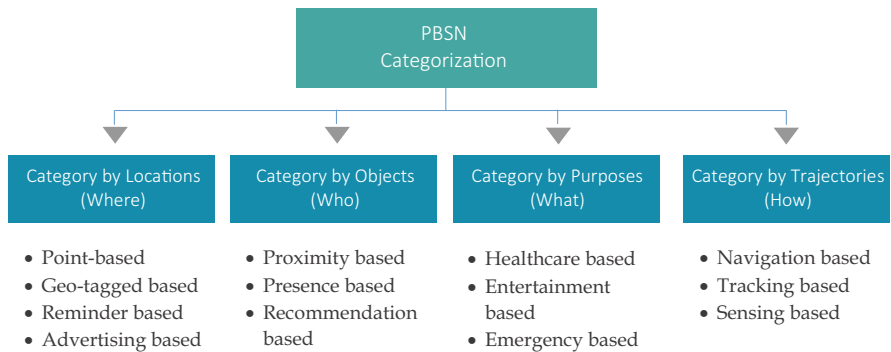 PBSN
Categorization
Category by Locations
(Where)
Category by Objects
(Who)
Category by Purposes
(What)
Category by Trajectories
(How)
• Point-based
• Geo-tagged based
• Reminder based
• Advertising based
• Proximity based
• Presence based
• Recommendation
based
• Healthcare based
• Entertainment
based
• Emergency based
• Navigation based
• Tracking based
• Sensing based